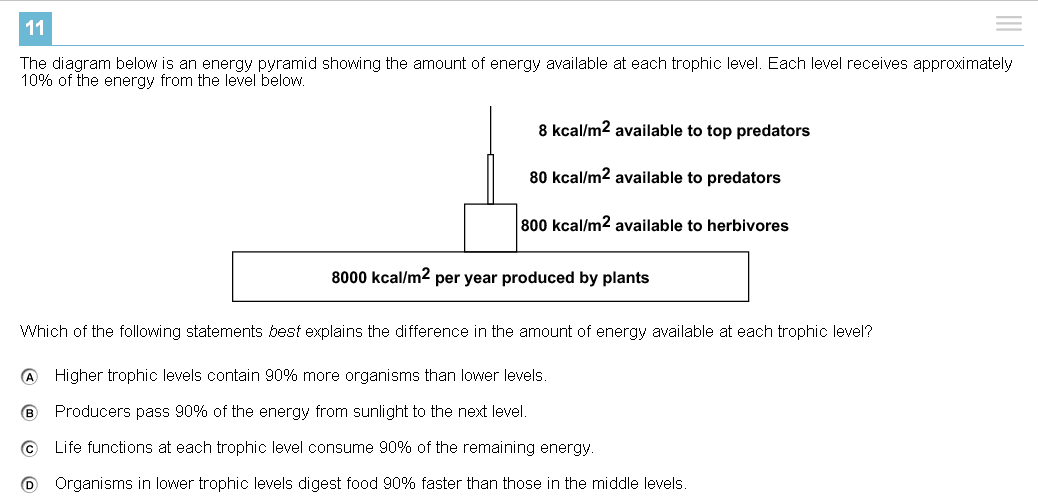 11
The diagram below is an energy pyramid showing the amount of energy available at each trophic level. Each level receives approximately
10% of the energy from the level below.
8 kcal/m² available to top predators
80 kcal/m² available to predators
800 kcal/m² available to herbivores
8000 kcal/m² per year produced by plants
Which of the following statements best explains the difference in the amount of energy available at each trophic level?
A Higher trophic levels contain 90% more organisms than lower levels.
B Producers pass 90% of the energy from sunlight to the next level.
C Life functions at each trophic level consume 90% of the remaining energy.
D Organisms in lower trophic levels digest food 90% faster than those in the middle levels.